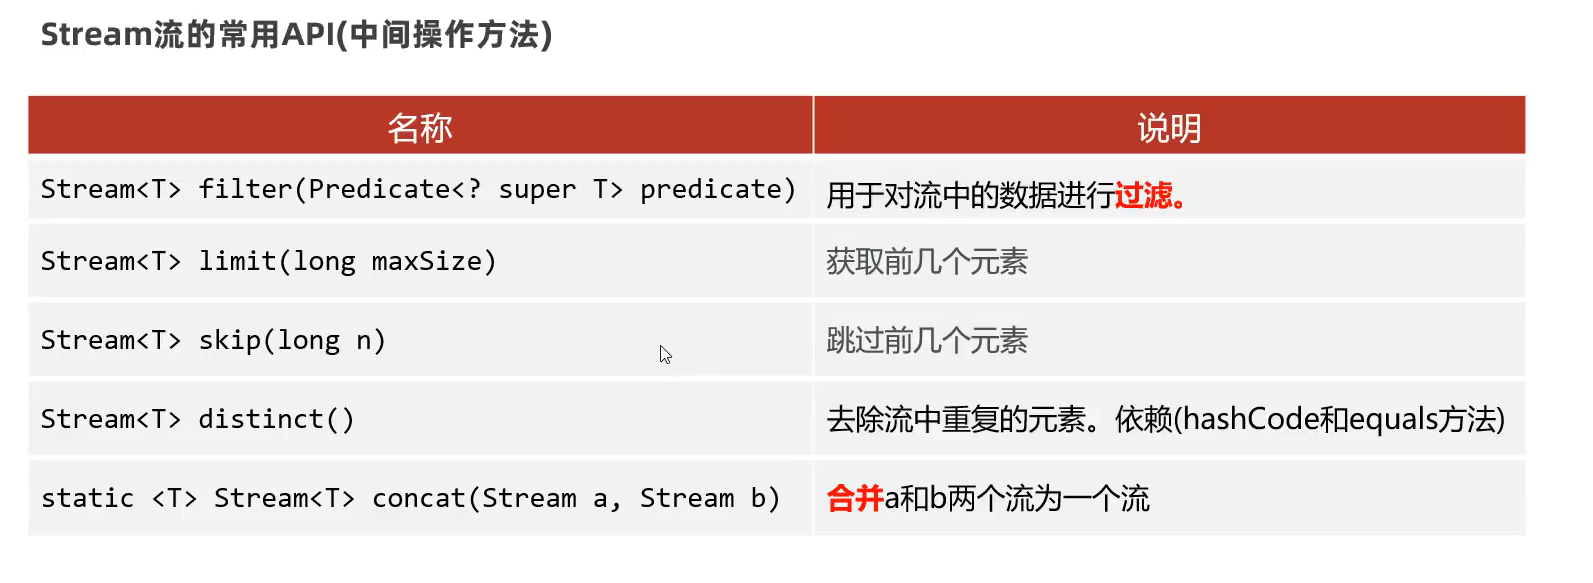 Stream流的常用API(中间操作方法)
名称 说明
Stream<T> filter(Predicate<? super T> predicate) 用于对流中的数据进行过滤。
Stream<T> limit(long maxSize) 获取前几个元素
Stream<T> skip(long n) 跳过前几个元素
Stream<T> distinct() 去除流中重复的元素。依赖(hashCode和equals方法)
static <T> Stream<T> concat(Stream a, Stream b) 合并a和b两个流为一个流